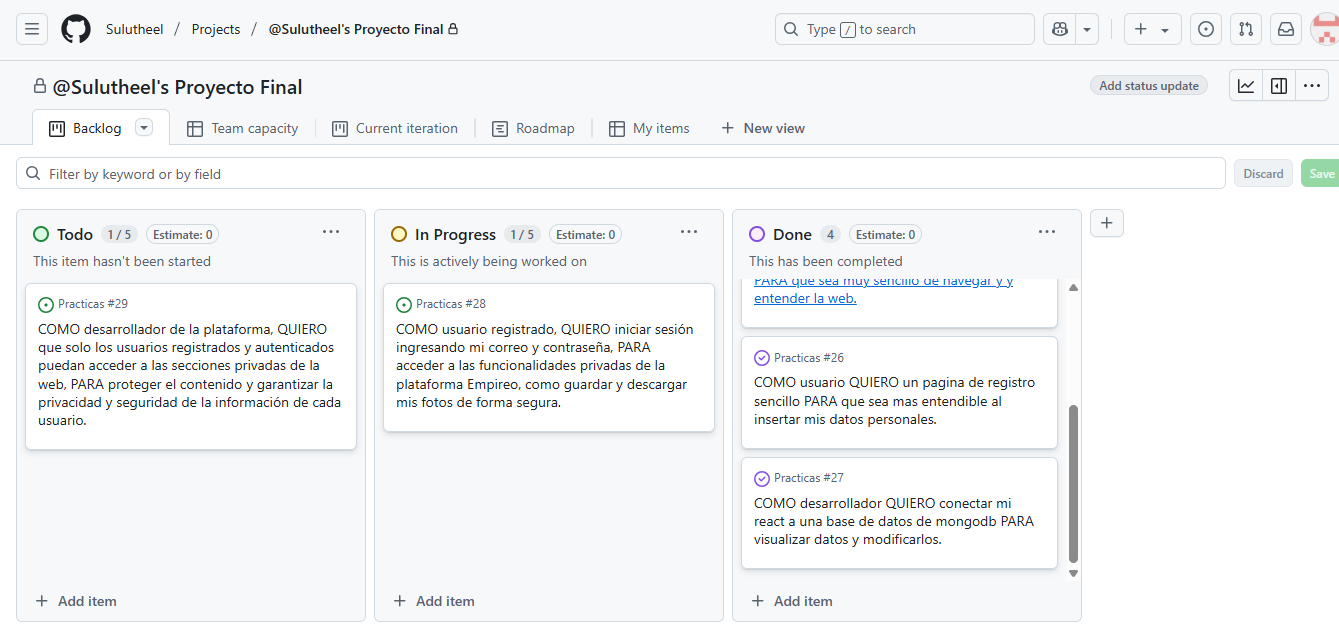 Sulutheel / Projects / @Sulutheel's Proyecto Final
Type / to search
@Sulutheel's Proyecto Final
Add status update
Backlog
Team capacity
Current iteration
Roadmap
My items
New view
Filter by keyword or by field
Discard
Save
Todo 1 / 5 Estimate: 0
This item hasn't been started
Practicas #29
COMO desarrollador de la plataforma, QUIERO
que solo los usuarios registrados y autenticados
puedan acceder a las secciones privadas de la
web, PARA proteger el contenido y garantizar la
privacidad y seguridad de la información de cada
usuario.
Add item
In Progress 1 / 5 Estimate: 0
This is actively being worked on
Practicas #28
COMO usuario registrado, QUIERO iniciar sesión
ingresando mi correo y contraseña, PARA
acceder a las funcionalidades privadas de la
plataforma Empireo, como guardar y descargar
mis fotos de forma segura.
Add item
Done 4 Estimate: 0
This has been completed
PARA que sea muy sencillo de navegar y y
entender la web.
Practicas #26
COMO usuario QUIERO un pagina de registro
sencillo PARA que sea mas entendible al
insertar mis datos personales.
Practicas #27
COMO desarrollador QUIERO conectar mi
react a una base de datos de mongodb PARA
visualizar datos y modificarlos.
Add item